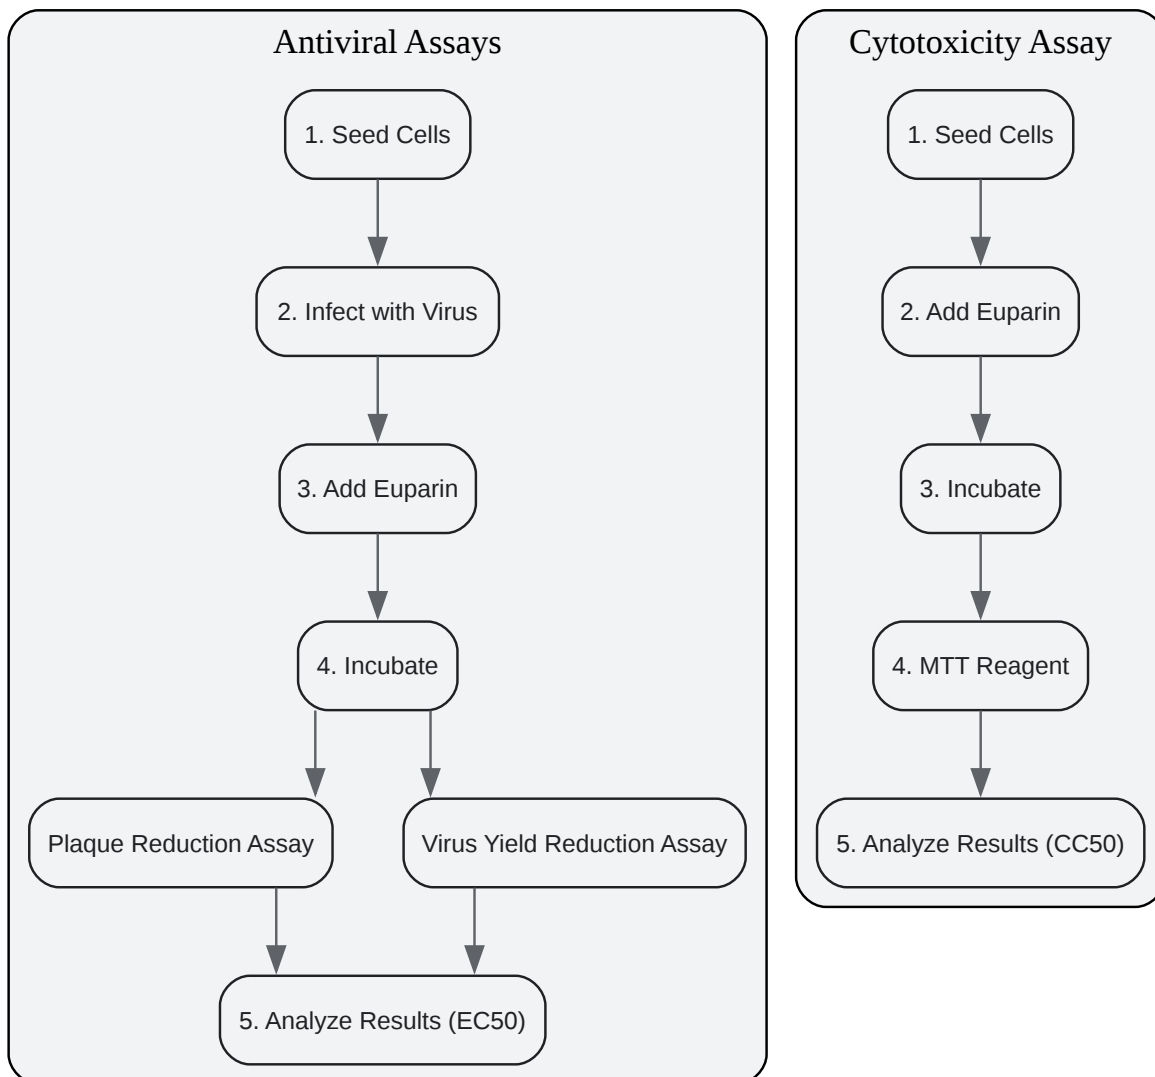 Antiviral Assays
1. Seed Cells
2. Infect with Virus
3. Add Euparin
4. Incubate
Plaque Reduction Assay
Virus Yield Reduction Assay
5. Analyze Results (EC50)
Cytotoxicity Assay
1. Seed Cells
2. Add Euparin
3. Incubate
4. MTT Reagent
5. Analyze Results (CC50)